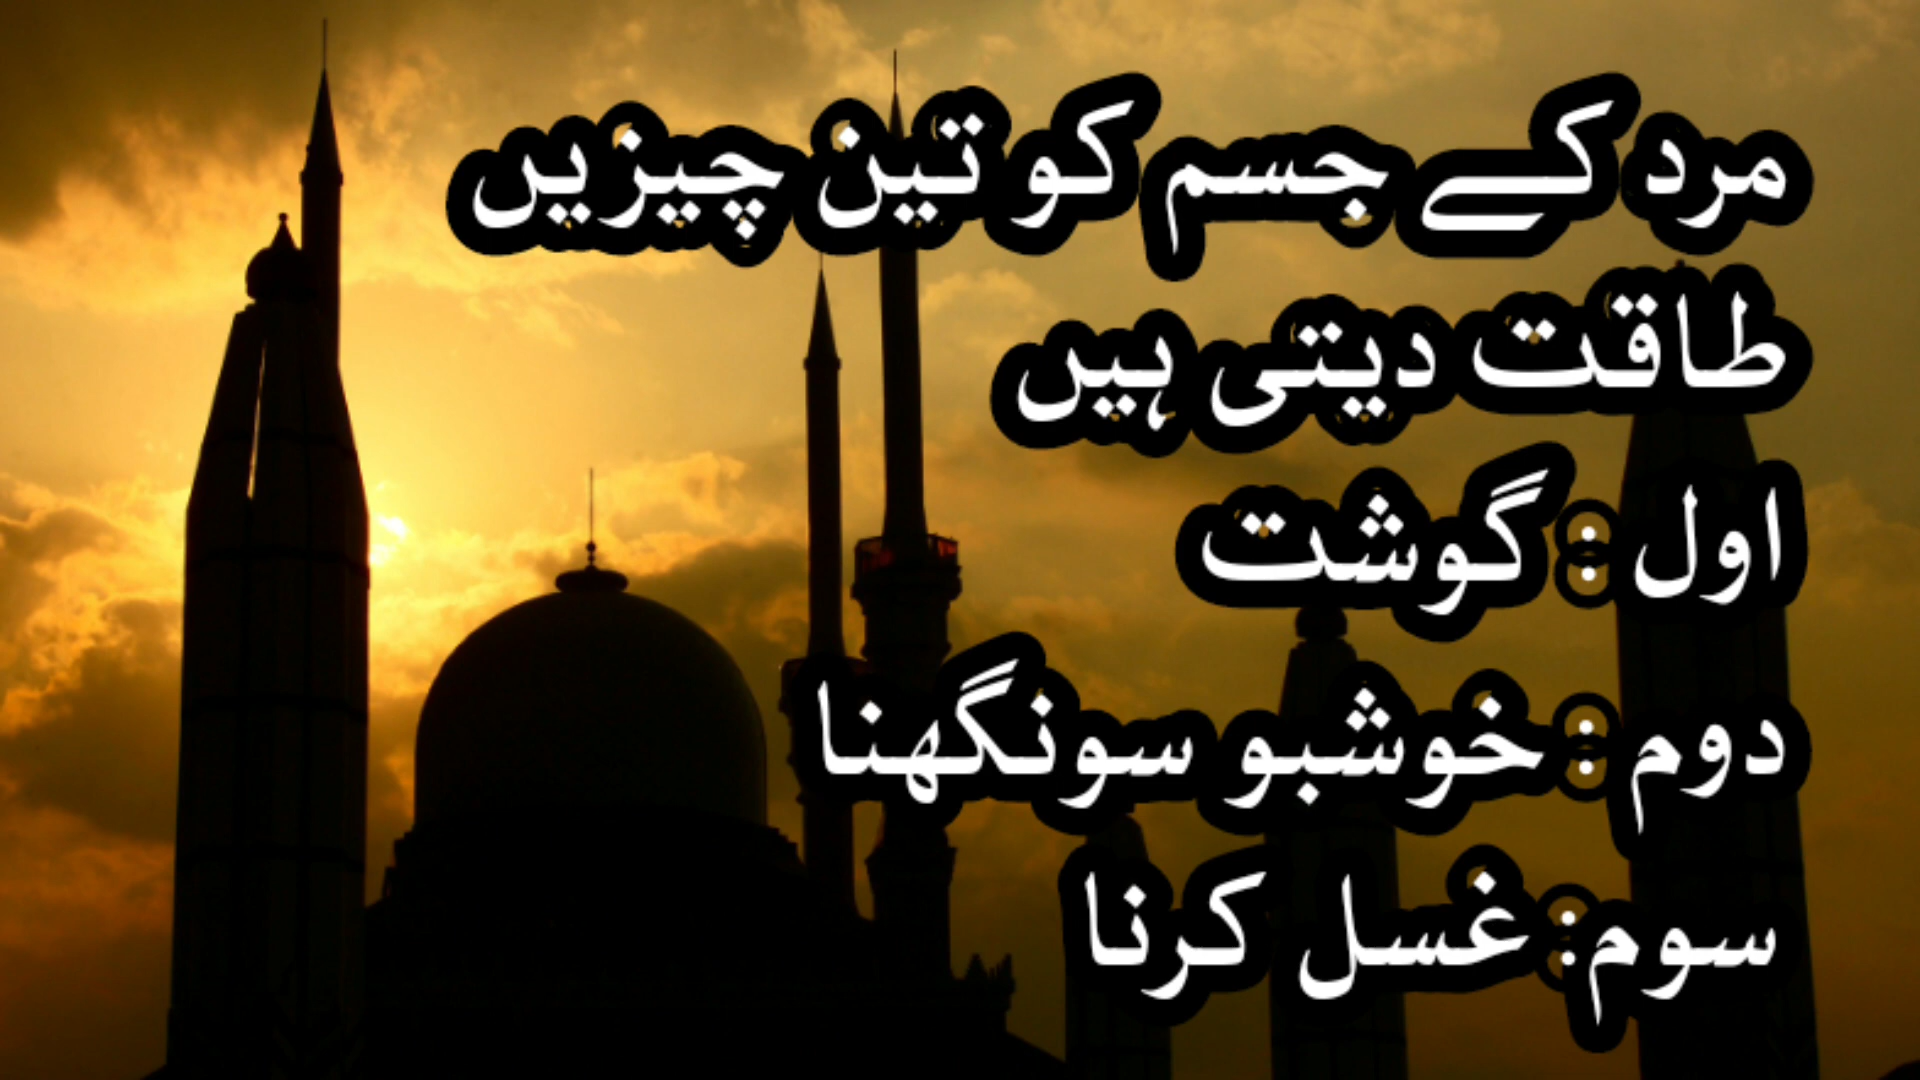 مرد کے جسم کو تین چیزیں
طاقت دیتی ہیں
اول : گوشت
دوم : خوشبو سونگھنا
سوم: غسل کرنا